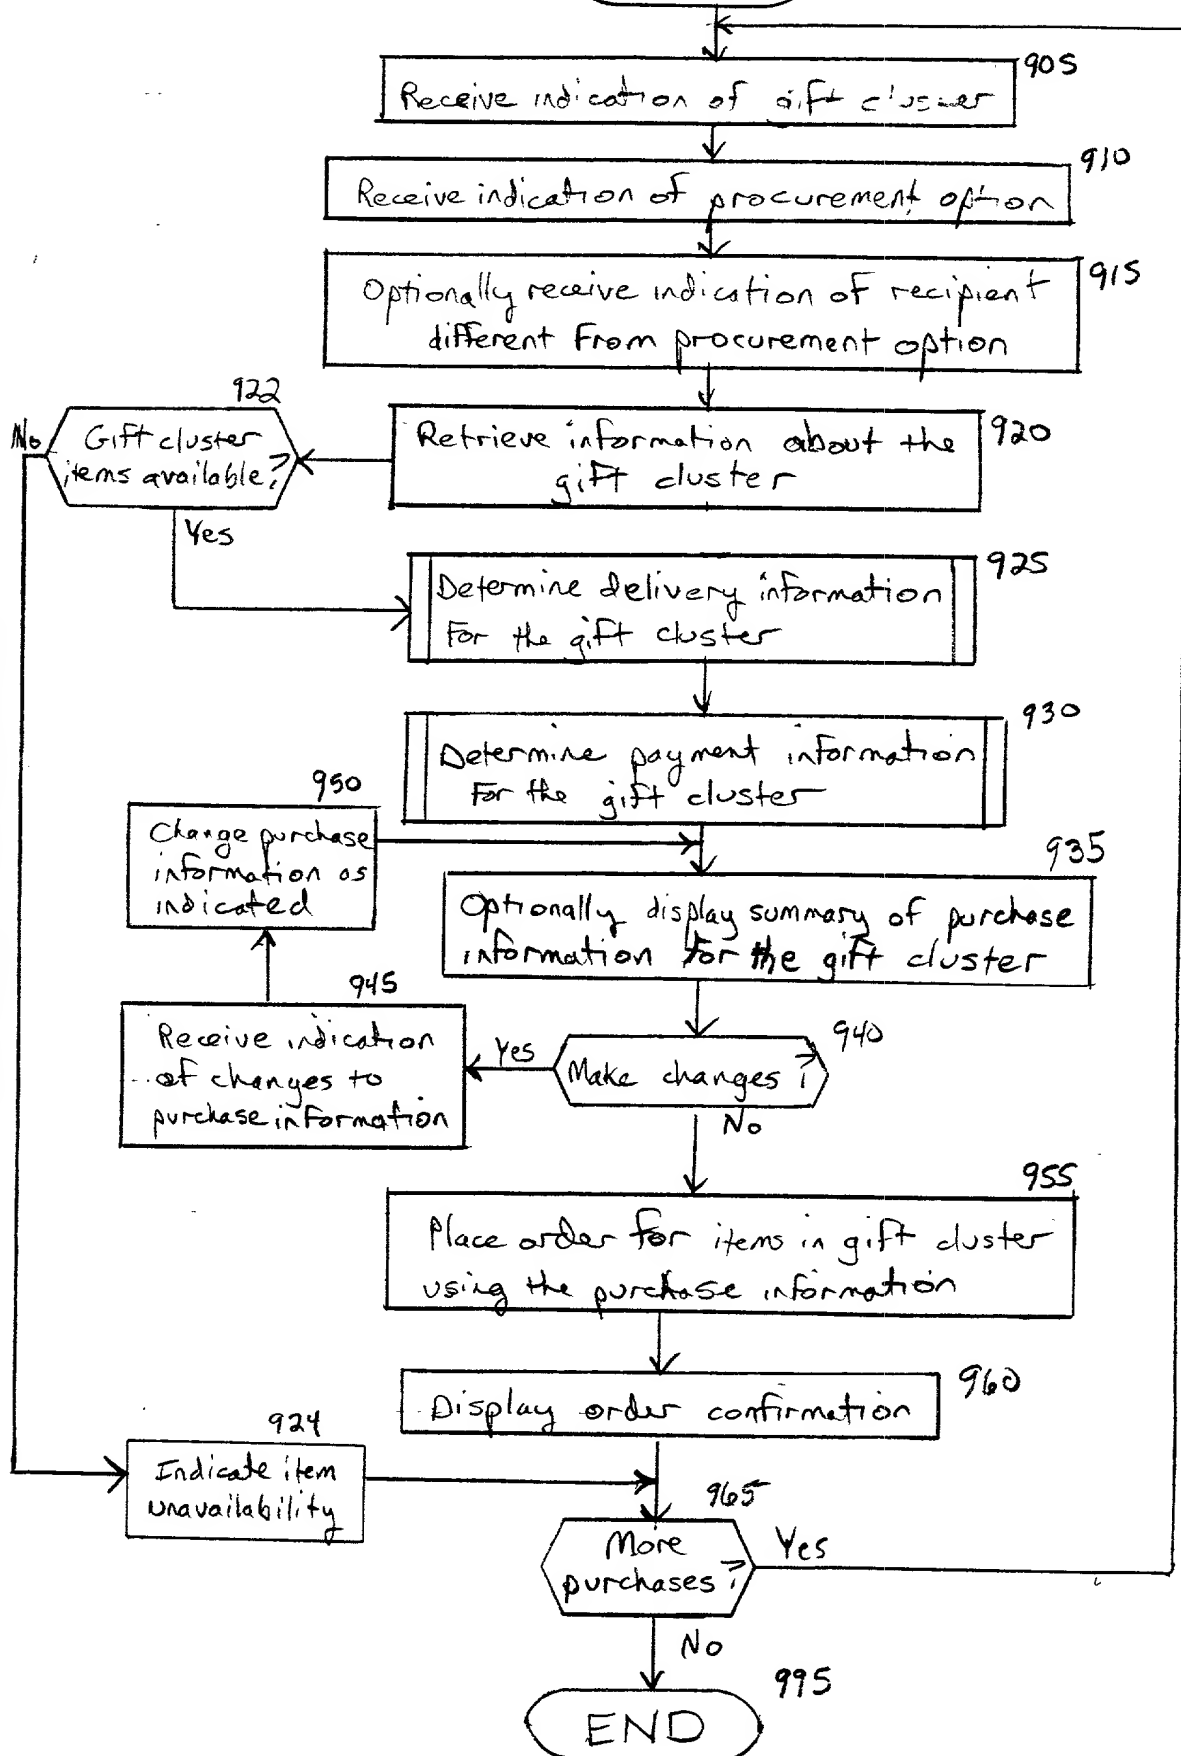 905
Receive indication of gift cluster
910
Receive indication of procurement option
915
Optionally receive indication of recipient
different from procurement option
922
No
Gift cluster
items available?
Yes
920
Retrieve information about the
gift cluster
925
Determine delivery information
for the gift cluster
930
Determine payment information
for the gift cluster
950
Change purchase
information as
indicated
935
Optionally display summary of purchase
information for the gift cluster
945
Receive indication
of changes to
purchase information
Yes
940
Make changes?
No
955
Place order for items in gift cluster
using the purchase information
960
Display order confirmation
924
Indicate item
unavailability
965
More
purchases?
Yes
No
995
END